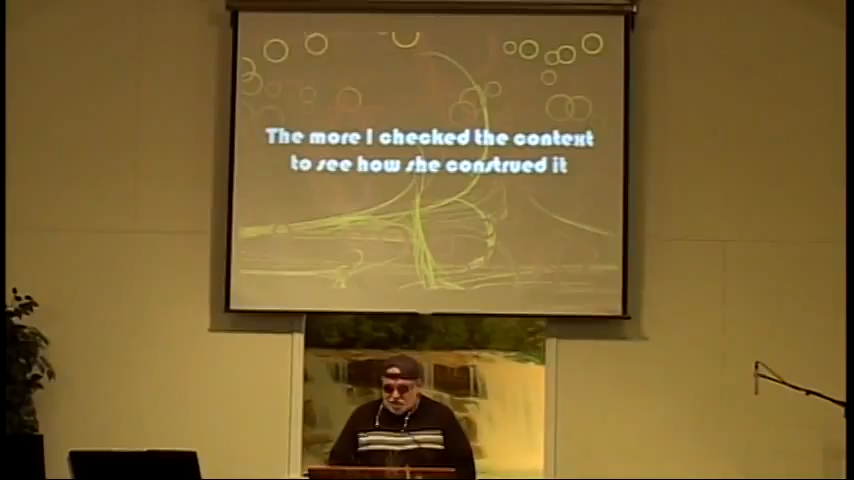 The more I checked the context
to see how she construed it